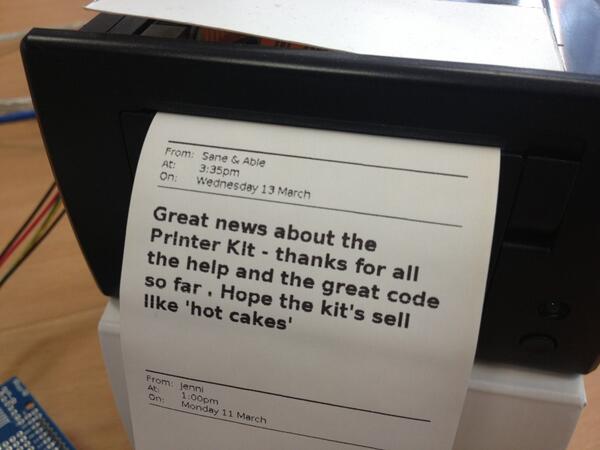 From: Sane & Able
At: 3:35pm
On: Wednesday 13 March
Great news about the
Printer Kit - thanks for all
the help and the great code
so far . Hope the kit's sell
like 'hot cakes'
From: Jenni
At: 1:00pm
On: Monday 11 March